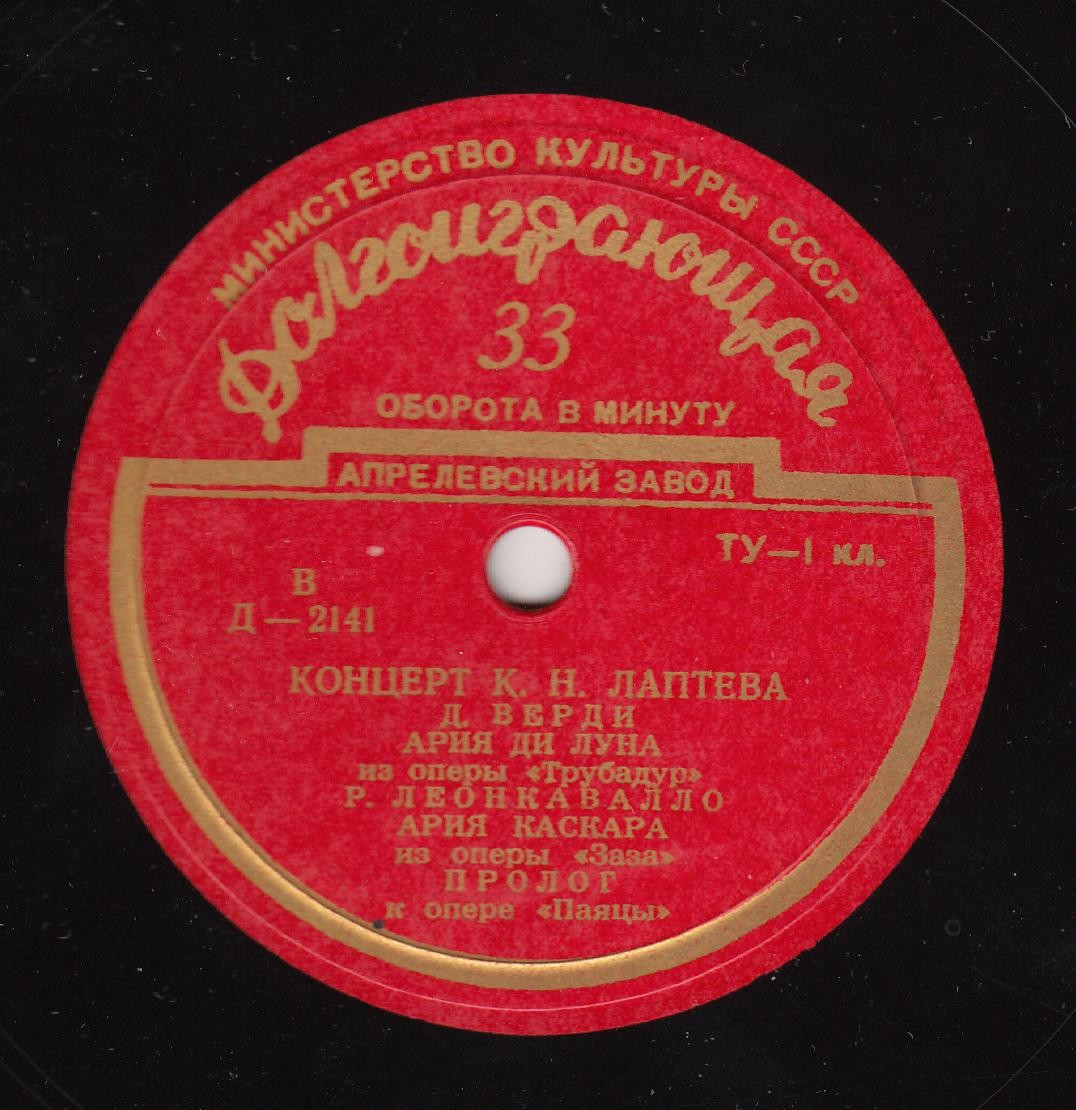 МИНИСТЕРСТВО КУЛЬТУРЫ СССР
Долгоиграющая
33
ОБОРОТА В МИНУТУ
АПРЕЛЕВСКИЙ ЗАВОД
ТУ—1 кл.
В
Д—2141
КОНЦЕРТ К. Н. ЛАПТЕВА
Д. ВЕРДИ
АРИЯ ДИ ЛУНА
из оперы «Трубадур»
Р. ЛЕОНКАВАЛЛО
АРИЯ КАСКАРА
из оперы «Заза»
ПРОЛОГ
к опере «Паяцы»